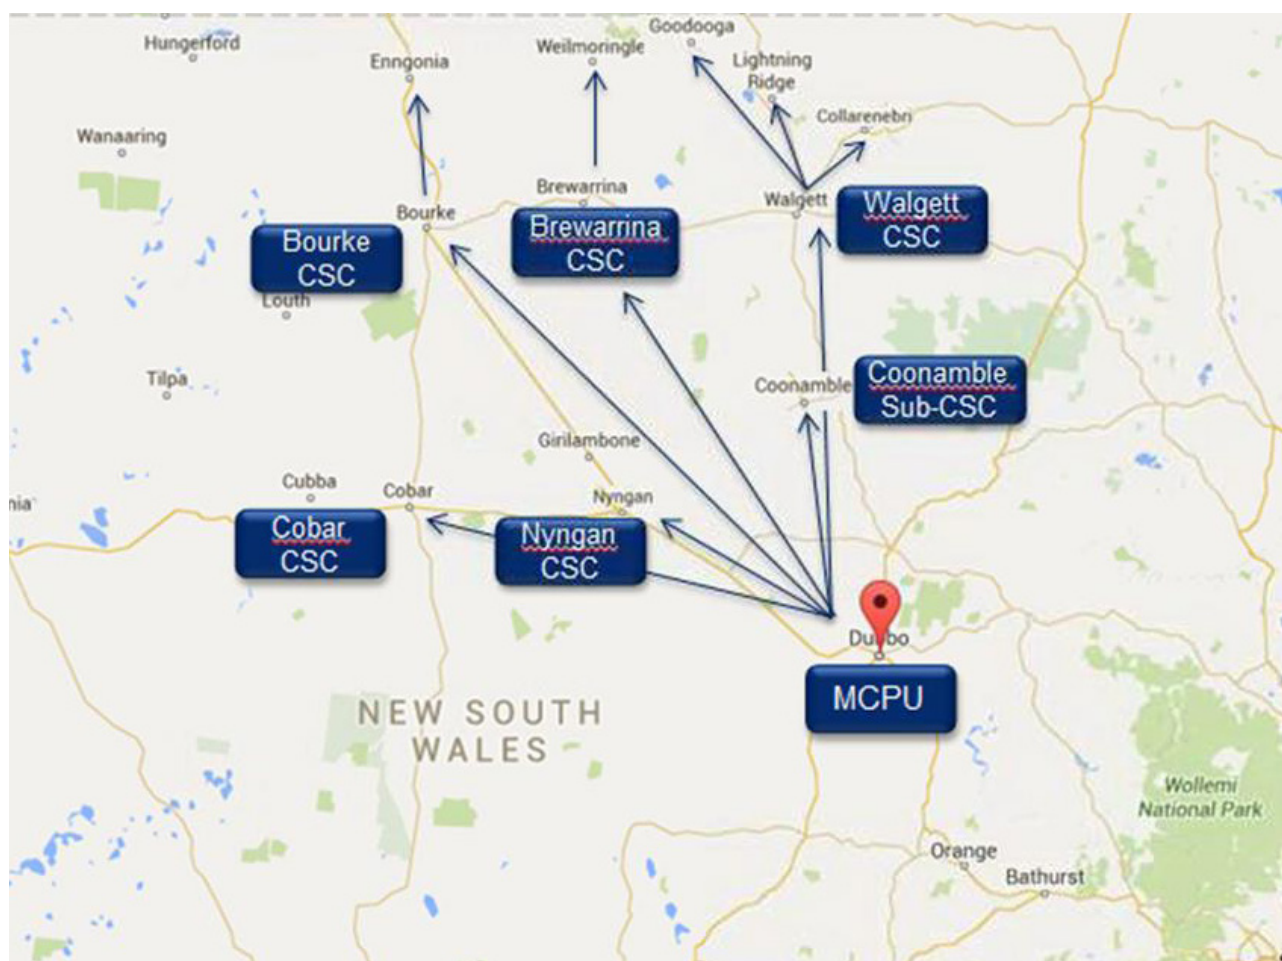 Goodooga
Hungerford
Weilmoringle
Enngonia
Lightning
Ridge
Collarenebri
Wanaaring
Brewarrina
Walgett
Bourke
Walgett
CSC
Brewarrina
CSC
Bourke
CSC
Louth
Tilpa
Coonamble
Coonamble
Sub-CSC
Girilambone
Cubba
Cobar
Nyngan
nia
Cobar
CSC
Nyngan
CSC
Dubbo
MCPU
NEW SOUTH
WALES
Wollemi
National Park
Orange
Bathurst